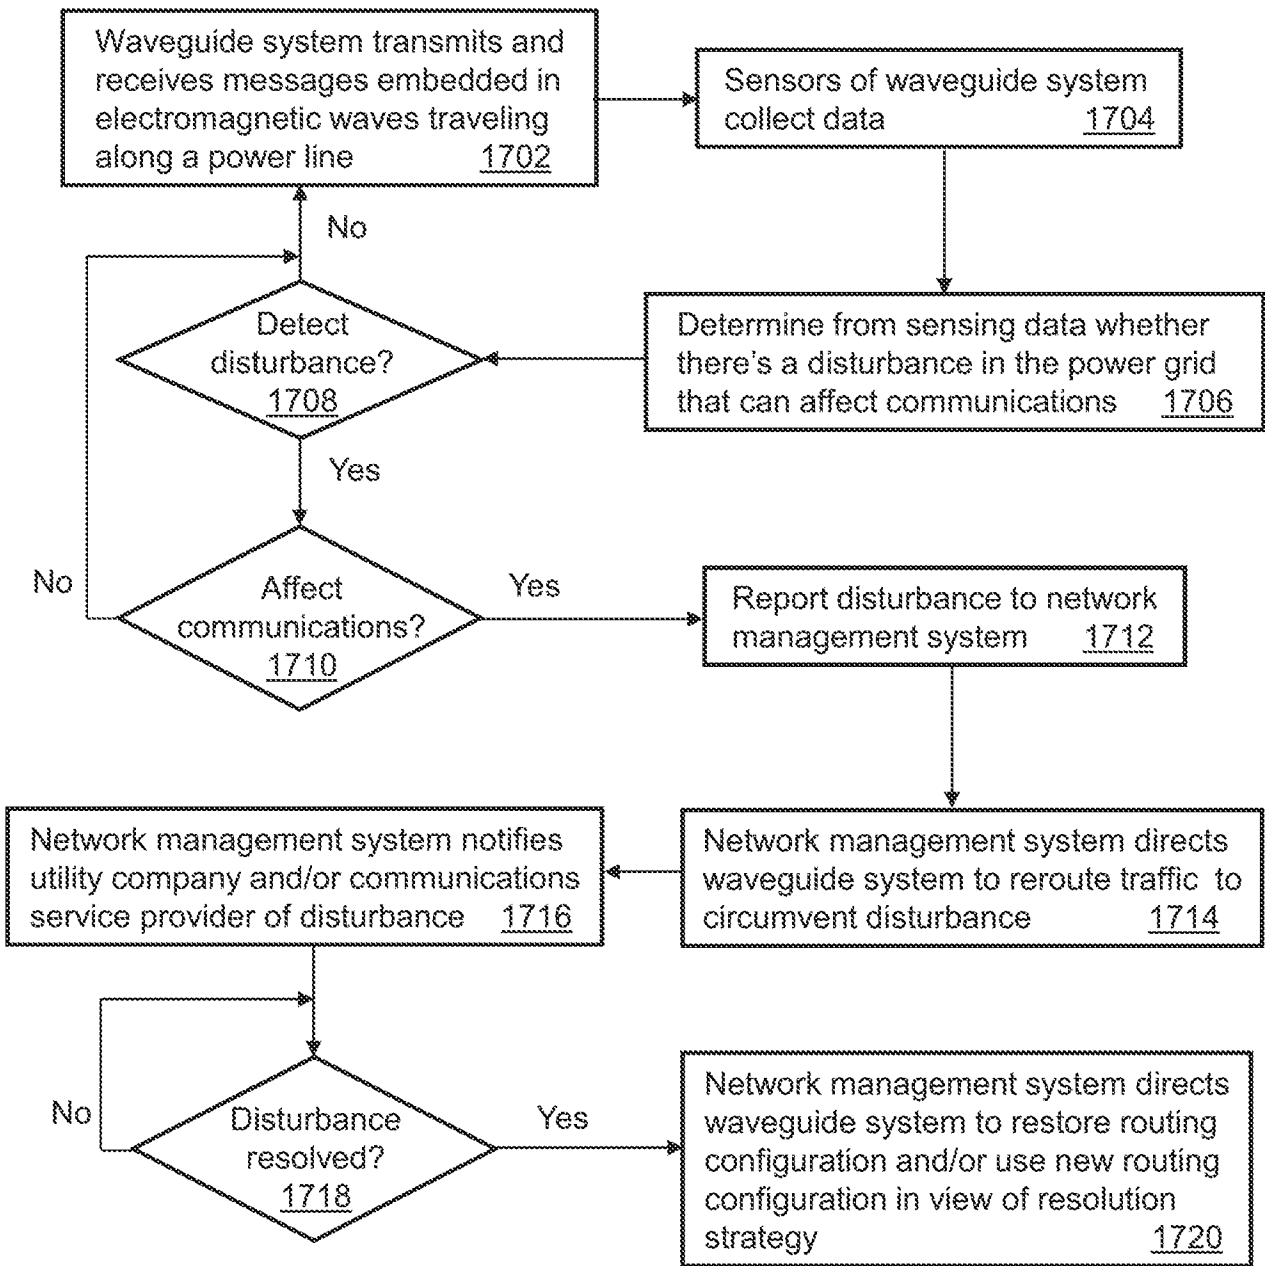 Waveguide system transmits and
receives messages embedded in
electromagnetic waves traveling
along a power line 1702
Sensors of waveguide system
collect data 1704
No
Detect
disturbance?
1708
Determine from sensing data whether
there's a disturbance in the power grid
that can affect communications 1706
Yes
No
Affect
communications?
1710
Yes
Report disturbance to network
management system 1712
Network management system directs
waveguide system to reroute traffic to
circumvent disturbance 1714
Network management system notifies
utility company and/or communications
service provider of disturbance 1716
No
Disturbance
resolved?
1718
Yes
Network management system directs
waveguide system to restore routing
configuration and/or use new routing
configuration in view of resolution
strategy 1720